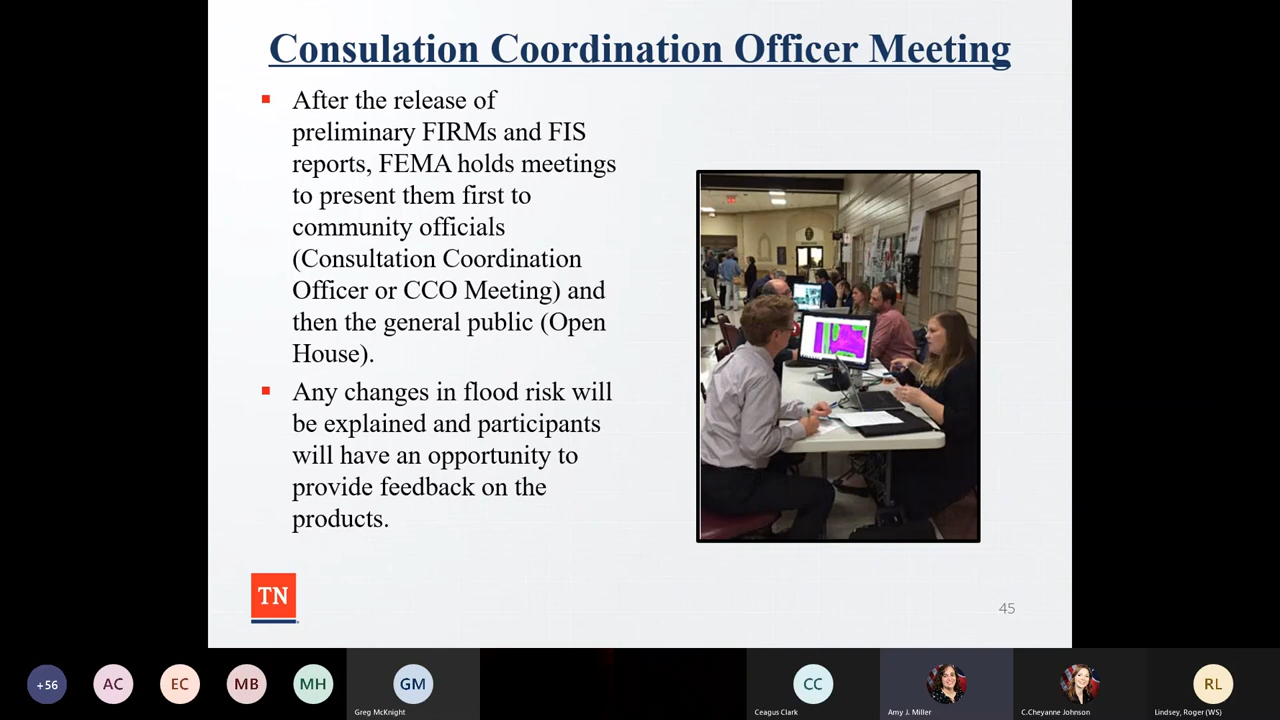 Consulation Coordination Officer Meeting
After the release of
preliminary FIRMs and FIS
reports, FEMA holds meetings
to present them first to
community officials
(Consultation Coordination
Officer or CCO Meeting) and
then the general public (Open
House).
Any changes in flood risk will
be explained and participants
will have an opportunity to
provide feedback on the
products.
TN
45
+56
AC
EC
MB
MH
GM
Greg McKnight
CC
Ceagus Clark
Amy J. Miller
C.Cheyanne Johnson
RL
Lindsey, Roger (WS)